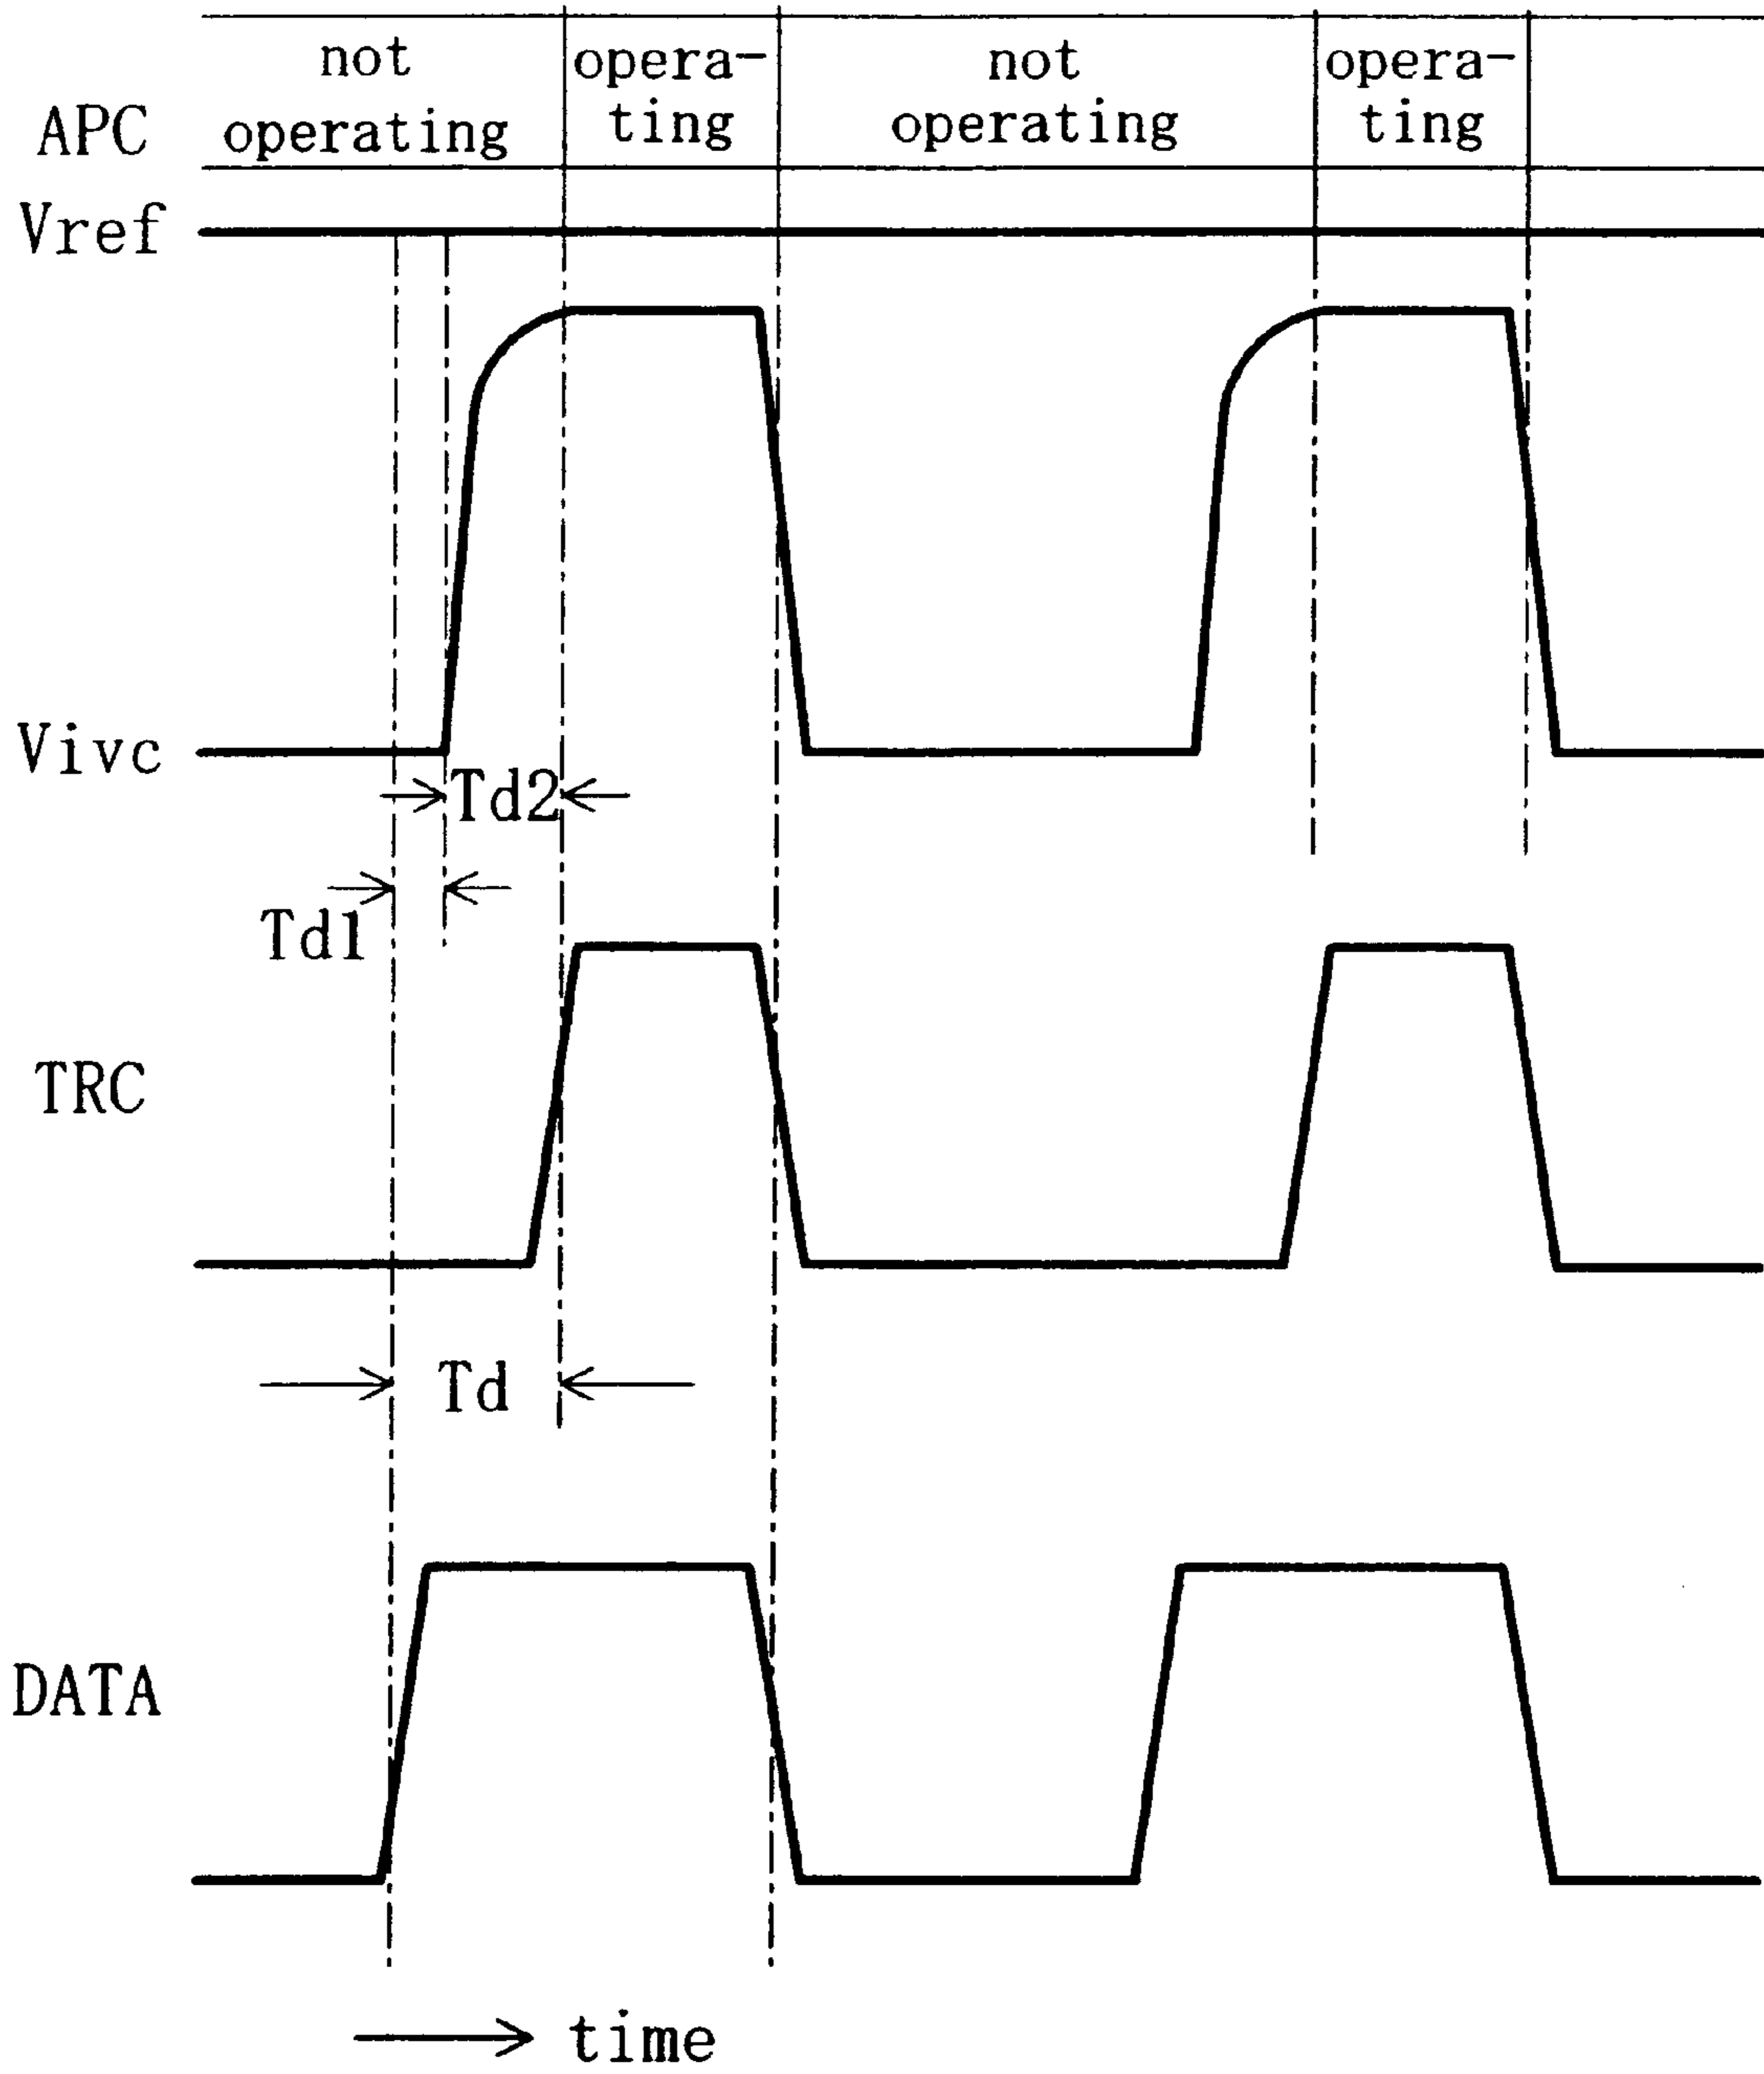 not opera- not opera-
APC operating ting operating ting
Vref
Vivc
Td2
Td1
TRC
Td
DATA
time